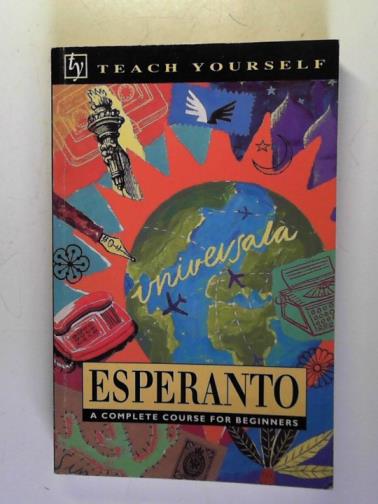 ty TEACH YOURSELF
universala
ESPERANTO
A COMPLETE COURSE FOR BEGINNERS